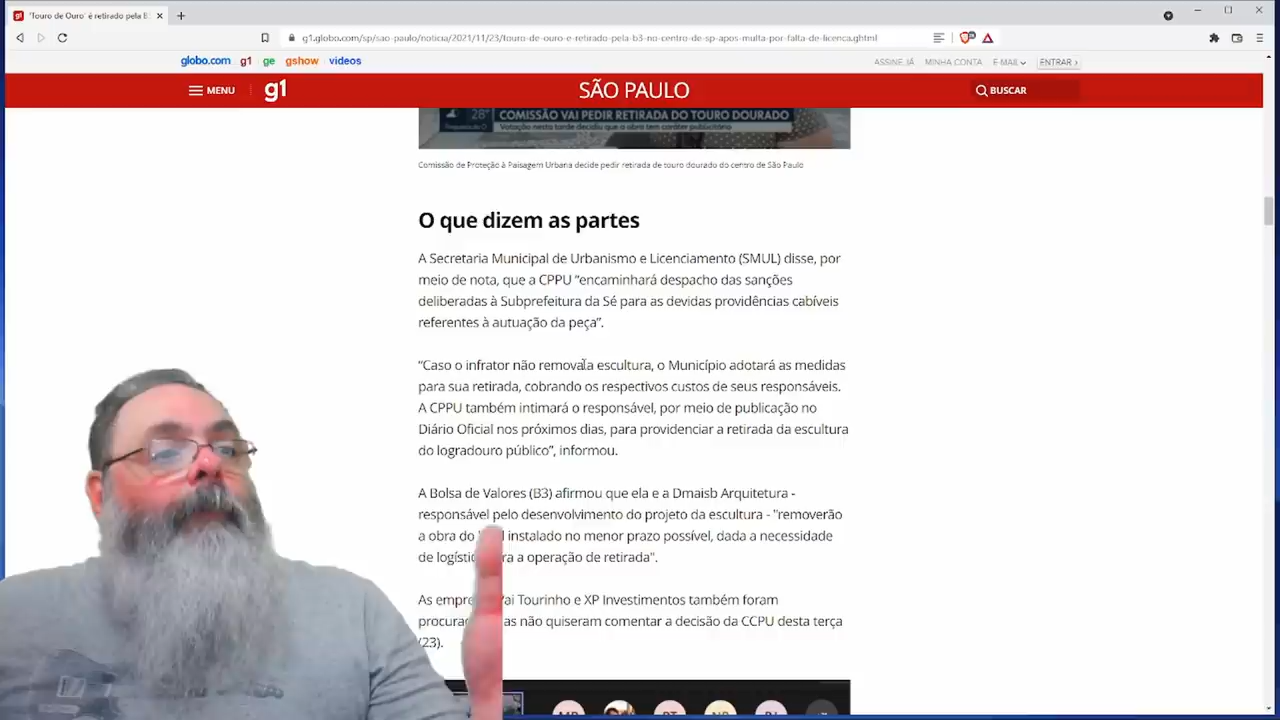 'Touro de Ouro' é retirado pela B
g1.globo.com/sp/sao-paulo/noticia/2021/11/23/touro-de-ouro-e-retirado-pela-b3-no-centro-de-sp-apos-multa-por-falta-de-licenca.ghtml
globo.com g1 ge gshow videos
ASSINE JÁ MINHA CONTA E-MAIL ENTRAR ›
MENU g1 SÃO PAULO BUSCAR
28°
COMISSÃO VAI PEDIR RETIRADA DO TOURO DOURADO
Votação nesta tarde decidiu que a obra tem caráter publicitário
Comissão de Proteção à Paisagem Urbana decide pedir retirada de touro dourado do centro de São Paulo
O que dizem as partes
A Secretaria Municipal de Urbanismo e Licenciamento (SMUL) disse, por
meio de nota, que a CPPU "encaminhará despacho das sanções
deliberadas à Subprefeitura da Sé para as devidas providências cabíveis
referentes à autuação da peça".
"Caso o infrator não remova a escultura, o Município adotará as medidas
para sua retirada, cobrando os respectivos custos de seus responsáveis.
A CPPU também intimará o responsável, por meio de publicação no
Diário Oficial nos próximos dias, para providenciar a retirada da escultura
do logradouro público", informou.
A Bolsa de Valores (B3) afirmou que ela e a Dmaisb Arquitetura -
responsável pelo desenvolvimento do projeto da escultura - "removerão
a obra do instalado no menor prazo possível, dada a necessidade
de logístic ra a operação de retirada".
As empre Vai Tourinho e XP Investimentos também foram
procura as não quiseram comentar a decisão da CCPU desta terça
(23).